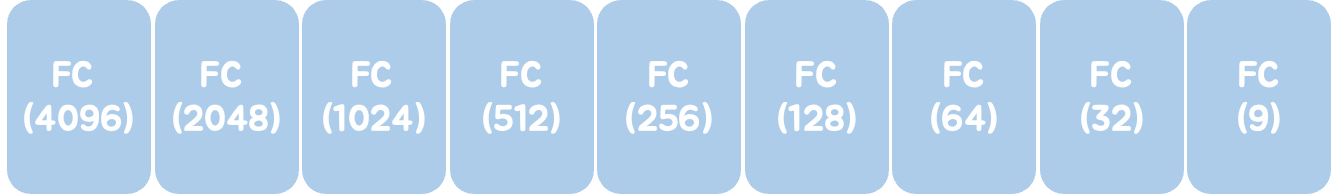 FC
(4096)
FC
(2048)
FC
(1024)
FC
(512)
FC
(256)
FC
(128)
FC
(64)
FC
(32)
FC
(9)